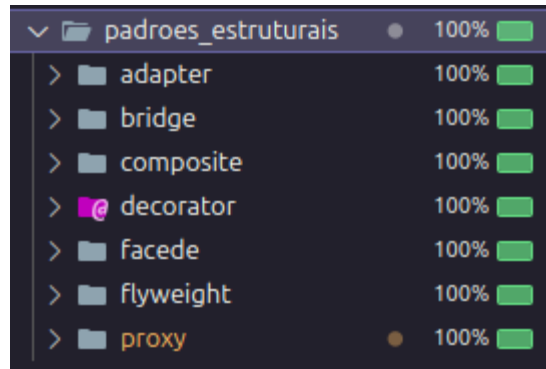 padroes_estruturais 100%
adapter 100%
bridge 100%
composite 100%
decorator 100%
facede 100%
flyweight 100%
proxy 100%